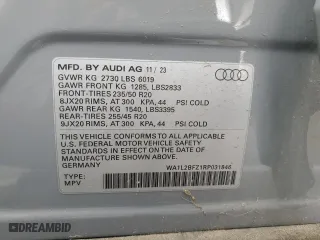 MFD. BY AUDI AG 11/23
GVWR KG 2730 LBS 6019
GAWR FRONT KG 1285, LBS2833
FRONT-TIRES 235/50 R20
8JX20 RIMS, AT 300 KPA, 44 PSI COLD
GAWR REAR KG 1540, LBS3395
REAR-TIRES 255/45 R20
9JX20 RIMS, AT 300 KPA, 44 PSI COLD
THIS VEHICLE CONFORMS TO ALL APPLICABLE
U.S. FEDERAL MOTOR VEHICLE SAFETY
STANDARDS IN EFFECT ON THE DATE OF
MANUFACTURE SHOWN ABOVE.
GERMANY
TYPE: WA1L2BFZ1RP031946
MPV